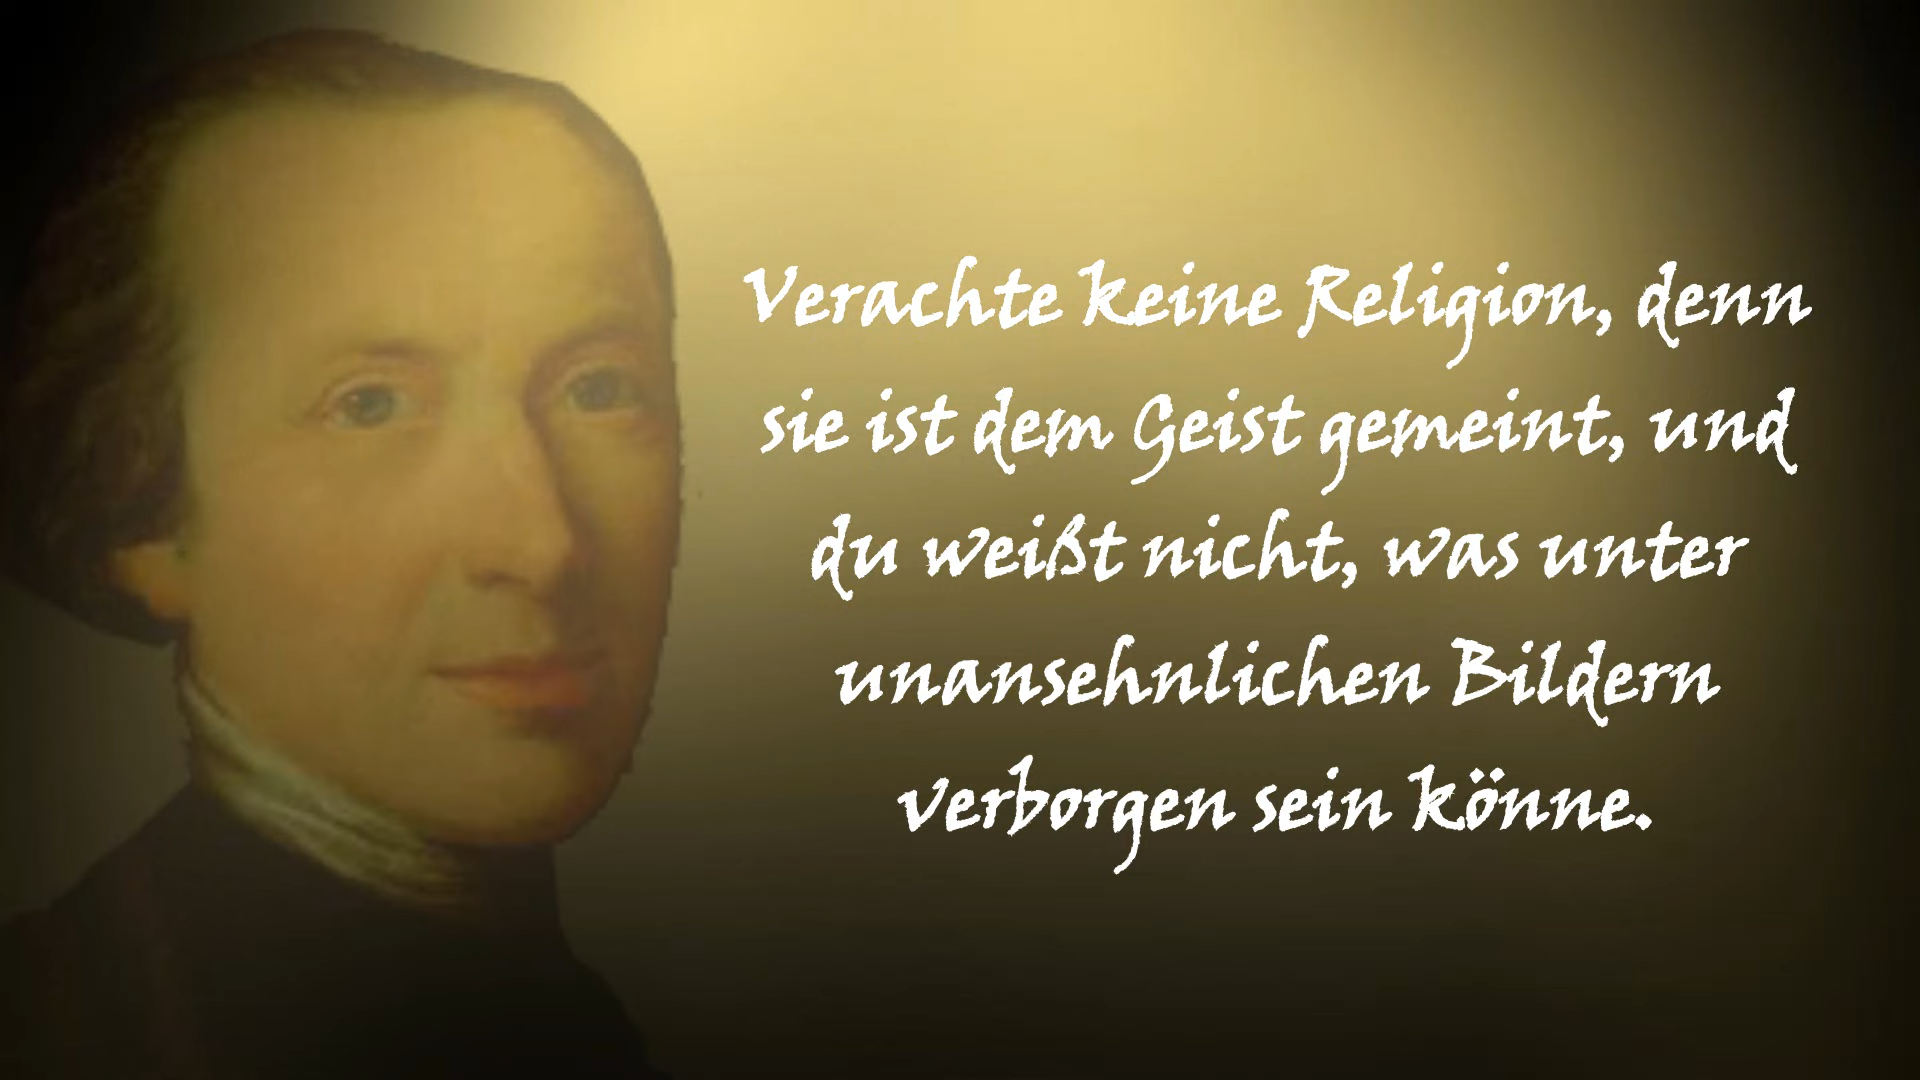 Verachte keine Religion, denn
sie ist dem Geist gemeint, und
du weißt nicht, was unter
unansehnlichen Bildern
verborgen sein könne.